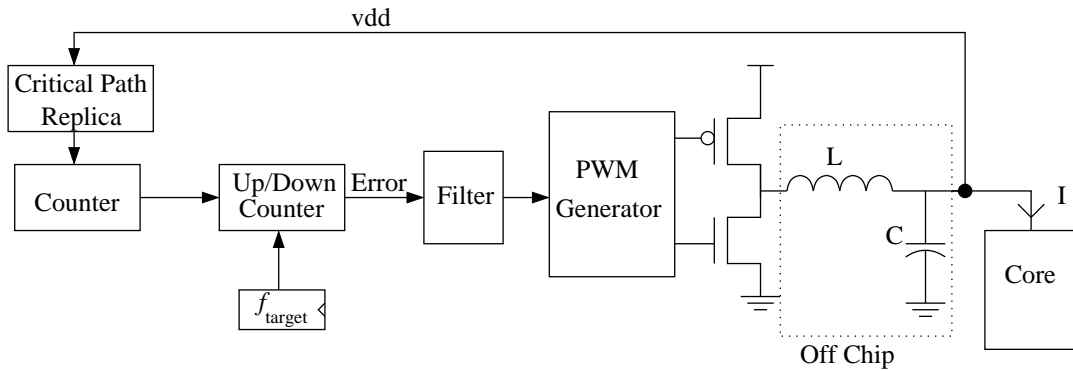 vdd
Critical Path
Replica
Counter
Up/Down
Counter
Error
Filter
PWM
Generator
L
C
I
Core
f target
Off Chip